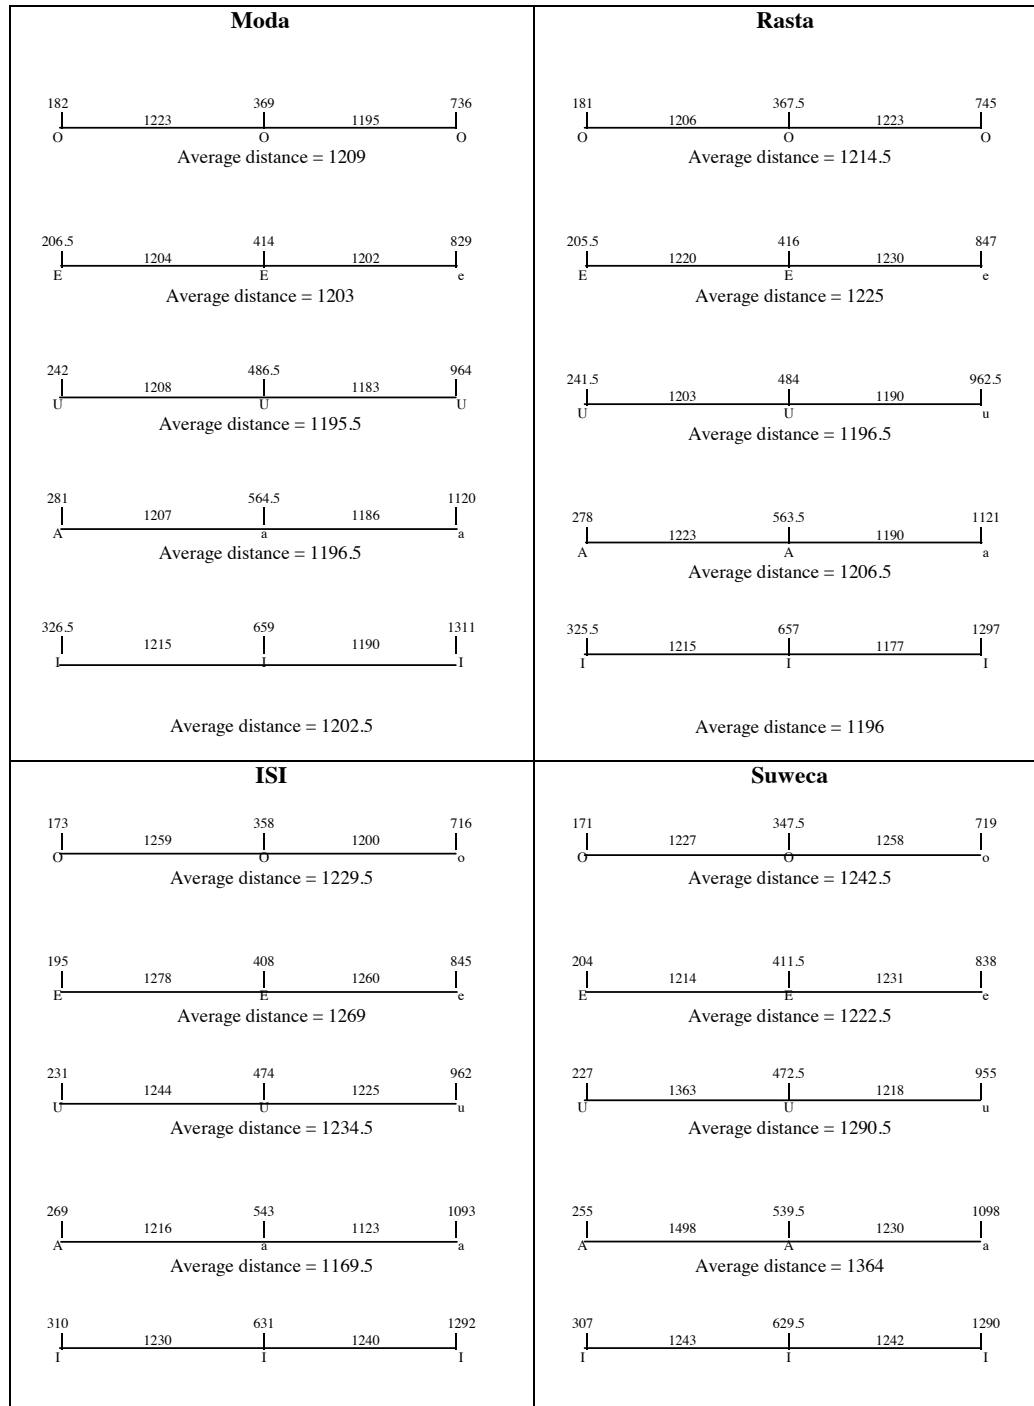 Moda
182 369 736
1223 1195
O O O
Average distance = 1209
206.5 414 829
1204 1202
E E e
Average distance = 1203
242 486.5 964
1208 1183
U U U
Average distance = 1195.5
281 564.5 1120
1207 1186
A a a
Average distance = 1196.5
326.5 659 1311
1215 1190
I I I
Average distance = 1202.5
Rasta
181 367.5 745
1206 1223
O O O
Average distance = 1214.5
205.5 416 847
1220 1230
E E e
Average distance = 1225
241.5 484 962.5
1203 1190
U U u
Average distance = 1196.5
278 563.5 1121
1223 1190
A A a
Average distance = 1206.5
325.5 657 1297
1215 1177
I I I
Average distance = 1196
ISI
173 358 716
1259 1200
O O o
Average distance = 1229.5
195 408 845
1278 1260
E E e
Average distance = 1269
231 474 962
1244 1225
U U u
Average distance = 1234.5
269 543 1093
1216 1123
A a a
Average distance = 1169.5
310 631 1292
1230 1240
I I I
Suweca
171 347.5 719
1227 1258
O O o
Average distance = 1242.5
204 411.5 838
1214 1231
E E e
Average distance = 1222.5
227 472.5 955
1363 1218
U U u
Average distance = 1290.5
255 539.5 1098
1498 1230
A A a
Average distance = 1364
307 629.5 1290
1243 1242
I I I